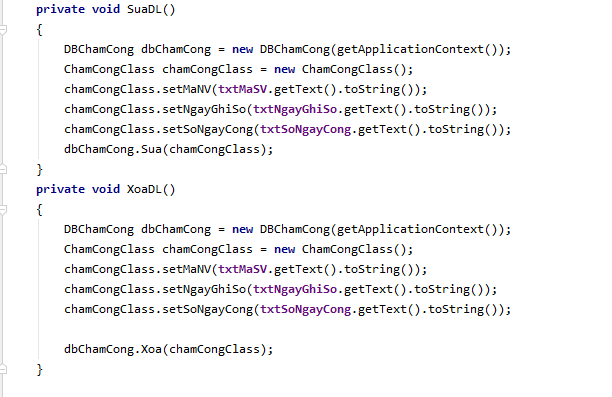 private void SuaDL()
{
DBChamCong dbChamCong = new DBChamCong(getApplicationContext());
ChamCongClass chamCongClass = new ChamCongClass();
chamCongClass.setMaNV(txtMaSV.getText().toString());
chamCongClass.setNgayGhiSo(txtNgayGhiSo.getText().toString());
chamCongClass.setSoNgayCong(txtSoNgayCong.getText().toString());
dbChamCong.Sua(chamCongClass);
}
private void XoaDL()
{
DBChamCong dbChamCong = new DBChamCong(getApplicationContext());
ChamCongClass chamCongClass = new ChamCongClass();
chamCongClass.setMaNV(txtMaSV.getText().toString());
chamCongClass.setNgayGhiSo(txtNgayGhiSo.getText().toString());
chamCongClass.setSoNgayCong(txtSoNgayCong.getText().toString());
dbChamCong.Xoa(chamCongClass);
}